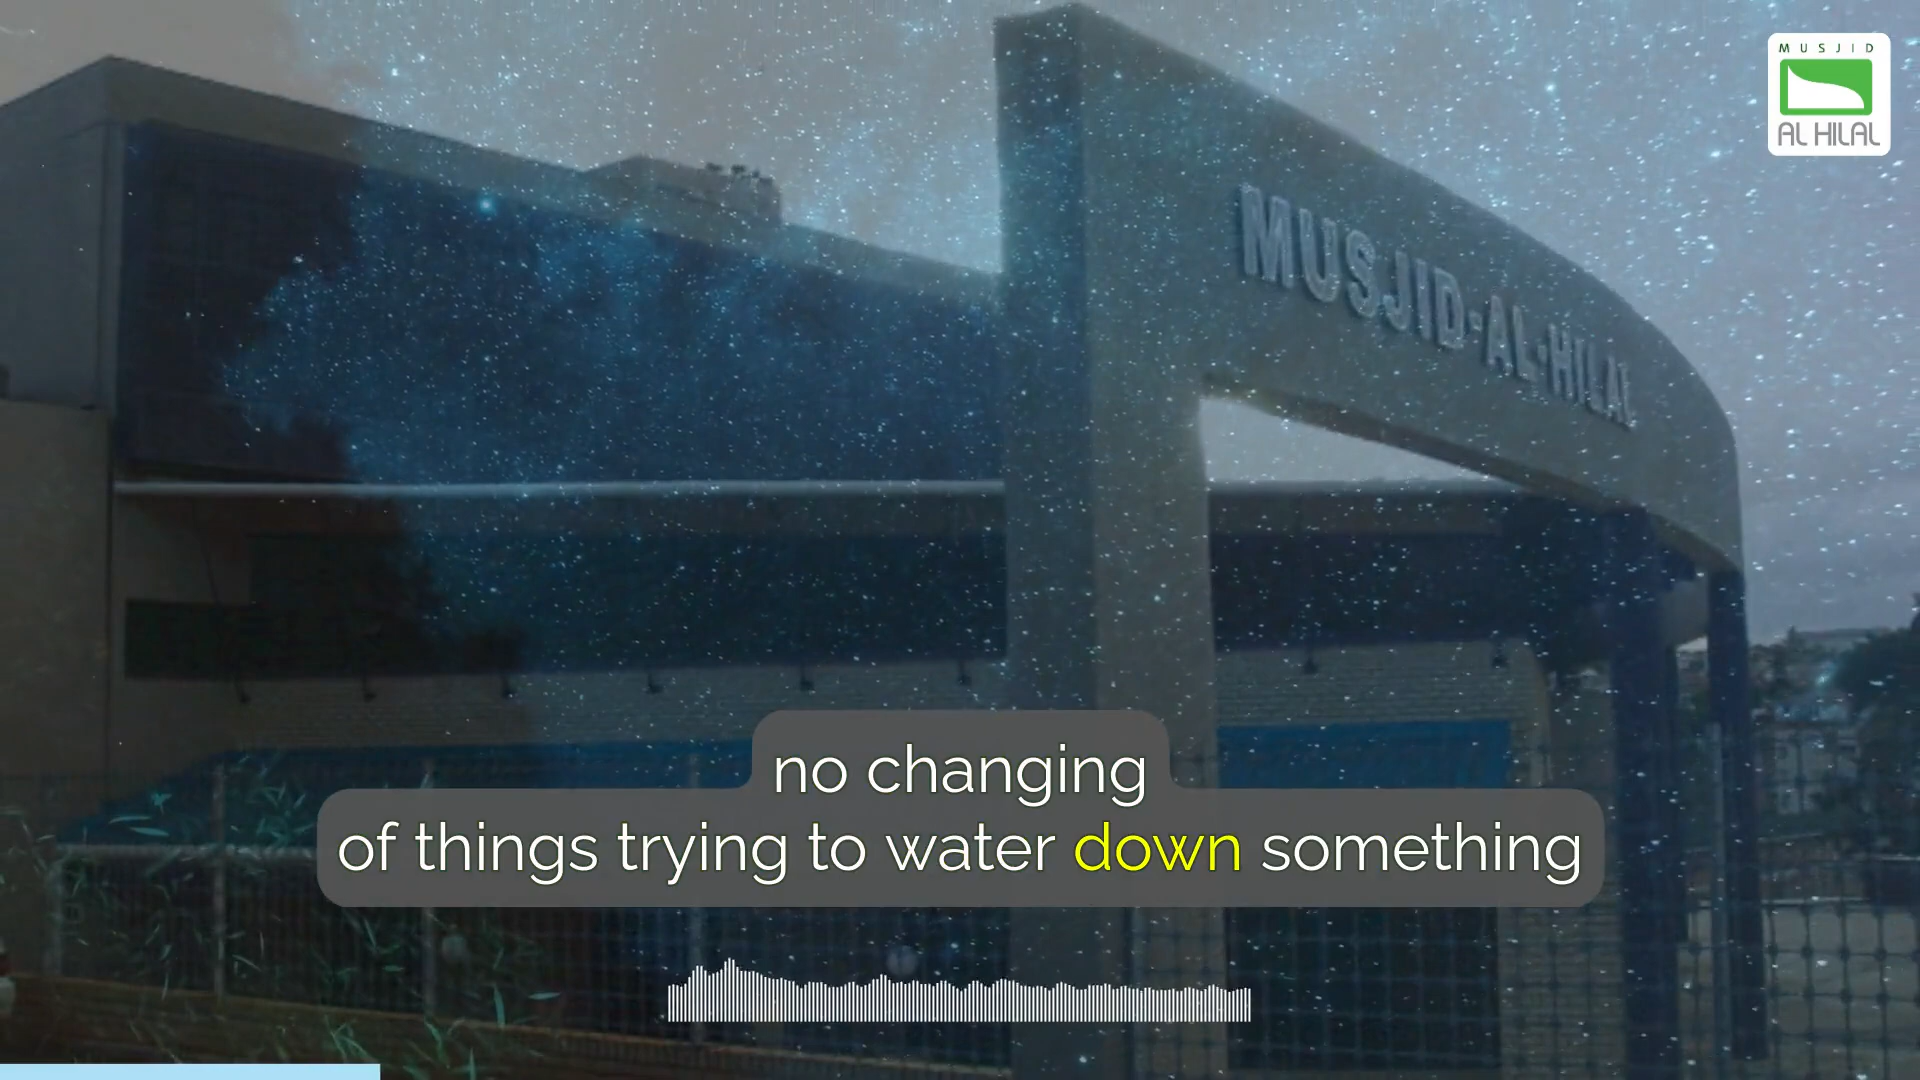 MUSJID
AL HILAL
MUSJID-AL-HILAL
no changing
of things trying to water down something